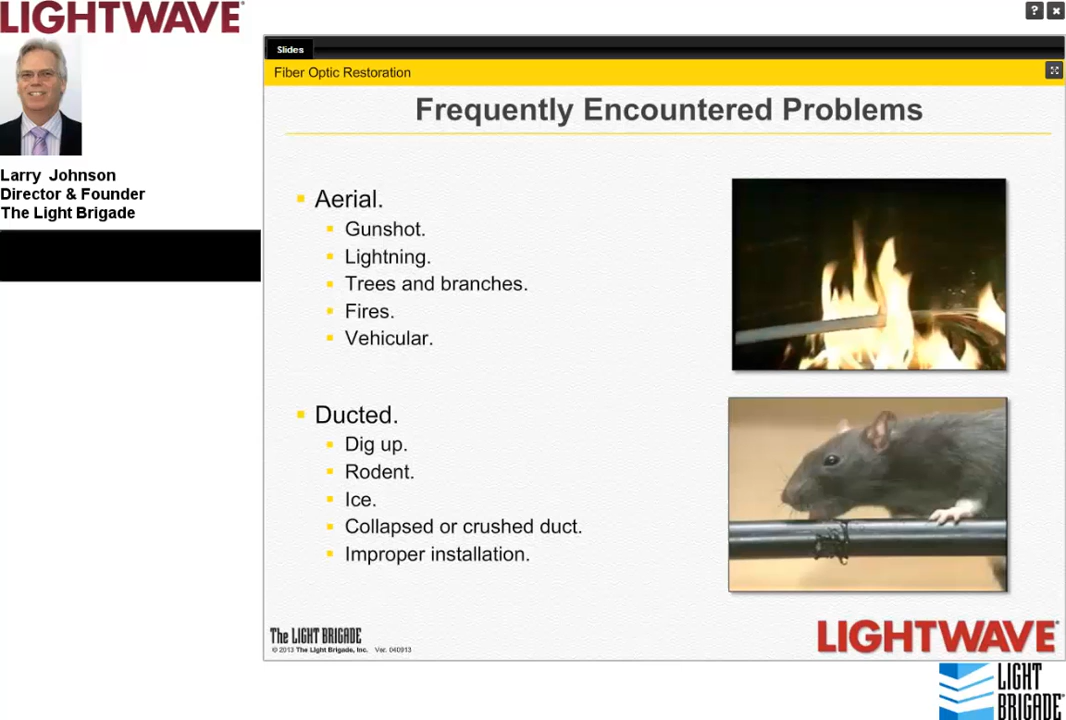 LIGHTWAVE
? ×
Slides
Fiber Optic Restoration
Larry Johnson
Director & Founder
The Light Brigade
Frequently Encountered Problems
Aerial.
Gunshot.
Lightning.
Trees and branches.
Fires.
Vehicular.
Ducted.
Dig up.
Rodent.
Ice.
Collapsed or crushed duct.
Improper installation.
The LIGHT BRIGADE
© 2013 The Light Brigade, Inc. Ver. 040913
LIGHTWAVE
LIGHT
BRIGADE